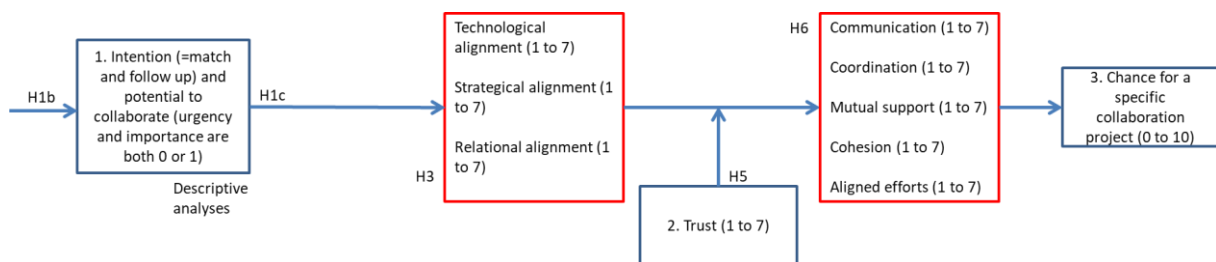 H1b
1. Intention (=match
and follow up) and
potential to
collaborate (urgency
and importance are
both 0 or 1)
Descriptive
analyses
H1c
H3
Technological
alignment (1 to 7)
Strategical alignment (1
to 7)
Relational alignment (1
to 7)
H5
2. Trust (1 to 7)
H6
Communication (1 to 7)
Coordination (1 to 7)
Mutual support (1 to 7)
Cohesion (1 to 7)
Aligned efforts (1 to 7)
3. Chance for a
specific
collaboration
project (0 to 10)